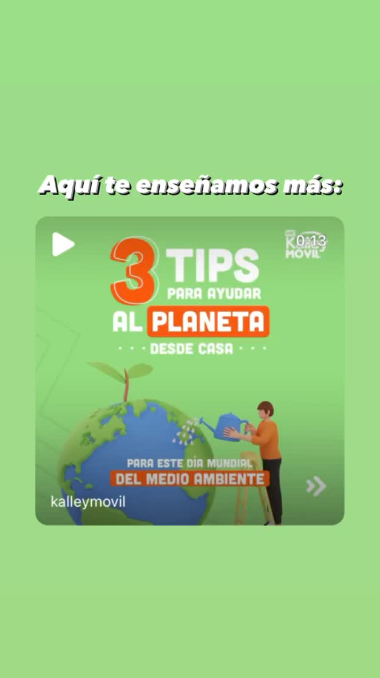 Aquí te enseñamos más:
0:13
MÓVIL
3 TIPS
PARA AYUDAR
AL PLANETA
DESDE CASA
PARA ESTE DÍA MUNDIAL
DEL MEDIO AMBIENTE
kalleymovil